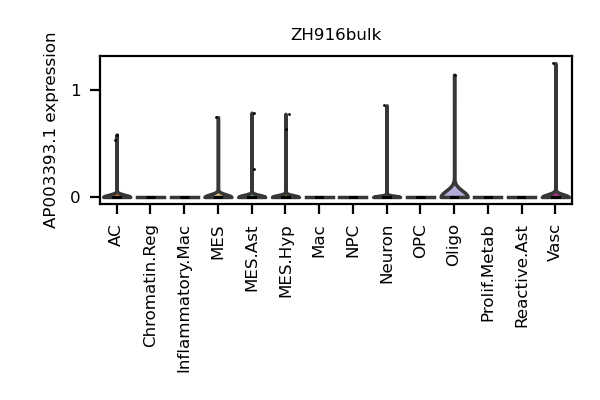 ZH916bulk
AP003393.1 expression
1
0
AC
Chromatin.Reg
Inflammatory.Mac
MES
MES.Ast
MES.Hyp
Mac
NPC
Neuron
OPC
Oligo
Prolif.Metab
Reactive.Ast
Vasc